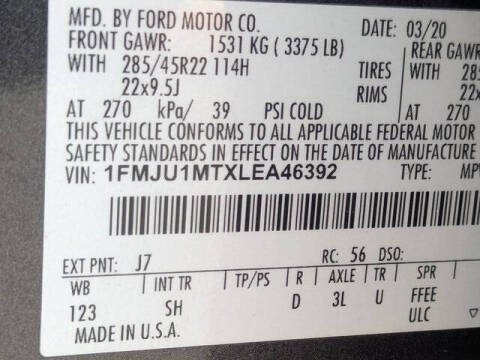 MFD. BY FORD MOTOR CO. DATE: 03/20
FRONT GAWR: 1531 KG ( 3375 LB) REAR GAWR
WITH 285/45R22 114H TIRES 285
22x9.5J RIMS 22x
AT 270 kPa/ 39 PSI COLD AT 270
THIS VEHICLE CONFORMS TO ALL APPLICABLE FEDERAL MOTOR
SAFETY STANDARDS IN EFFECT ON THE DATE OF MANUFACTURE
VIN: 1FMJU1MTXLEA46392 TYPE: MPV
EXT PNT: J7 RC: 56 DSO:
WB INT TR TP/PS R AXLE TR SPR
123 SH D 3L U FFEE
MADE IN U.S.A. ULC